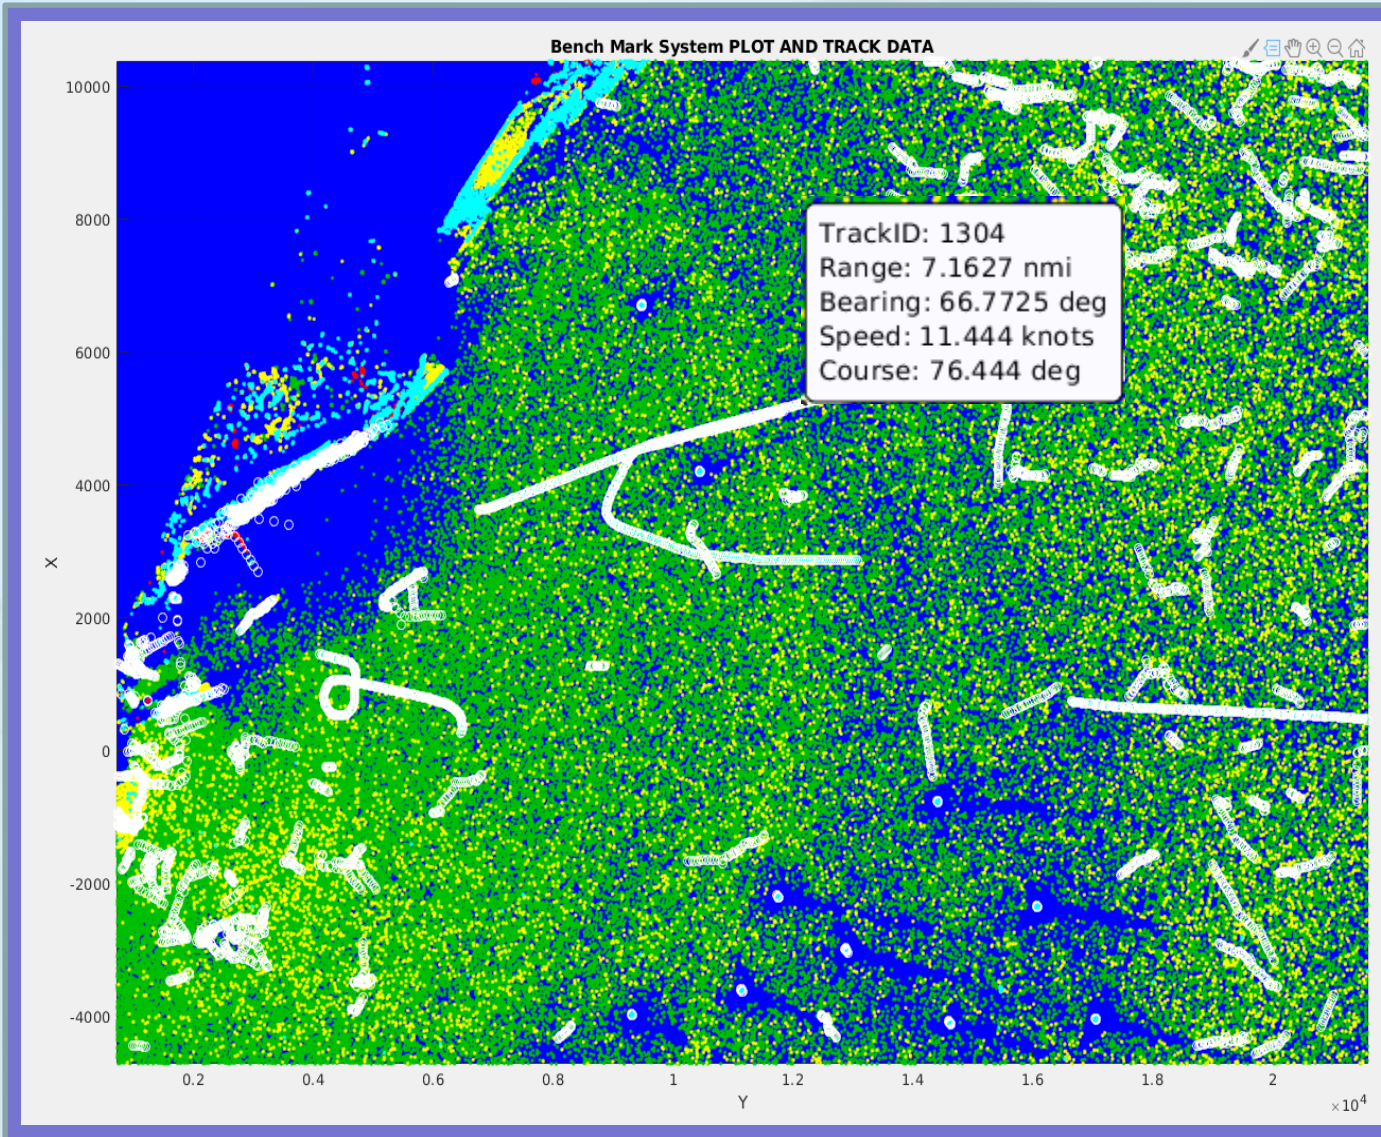 Bench Mark System PLOT AND TRACK DATA
10000
8000
6000
4000
2000
0
-2000
-4000
X
TrackID: 1304
Range: 7.1627 nmi
Bearing: 66.7725 deg
Speed: 11.444 knots
Course: 76.444 deg
0.2 0.4 0.6 0.8 1 1.2 1.4 1.6 1.8 2
Y
×10⁴